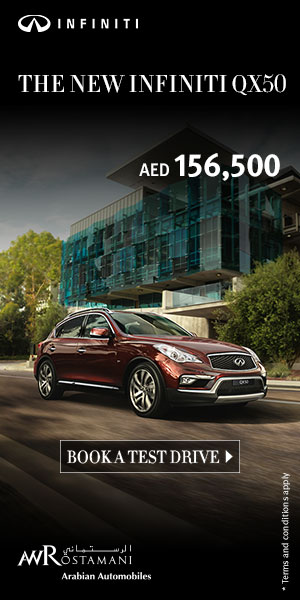 INFINITI
THE NEW INFINITI QX50
AED 156,500
BOOK A TEST DRIVE
* Terms and conditions apply
AWR الرستماني
ROSTAMANI
Arabian Automobiles